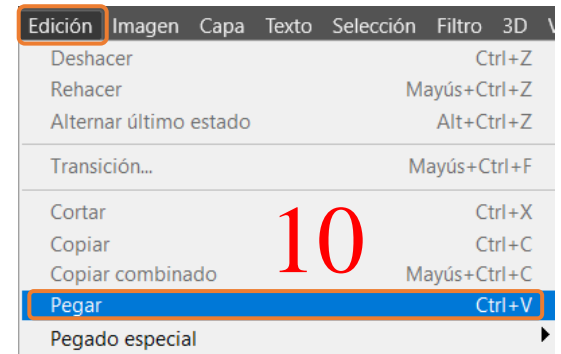 Edición Imagen Capa Texto Selección Filtro 3D
Deshacer Ctrl+Z
Rehacer Mayús+Ctrl+Z
Alternar último estado Alt+Ctrl+Z
Transición... Mayús+Ctrl+F
Cortar Ctrl+X
10
Copiar Ctrl+C
Copiar combinado Mayús+Ctrl+C
Pegar Ctrl+V
Pegado especial